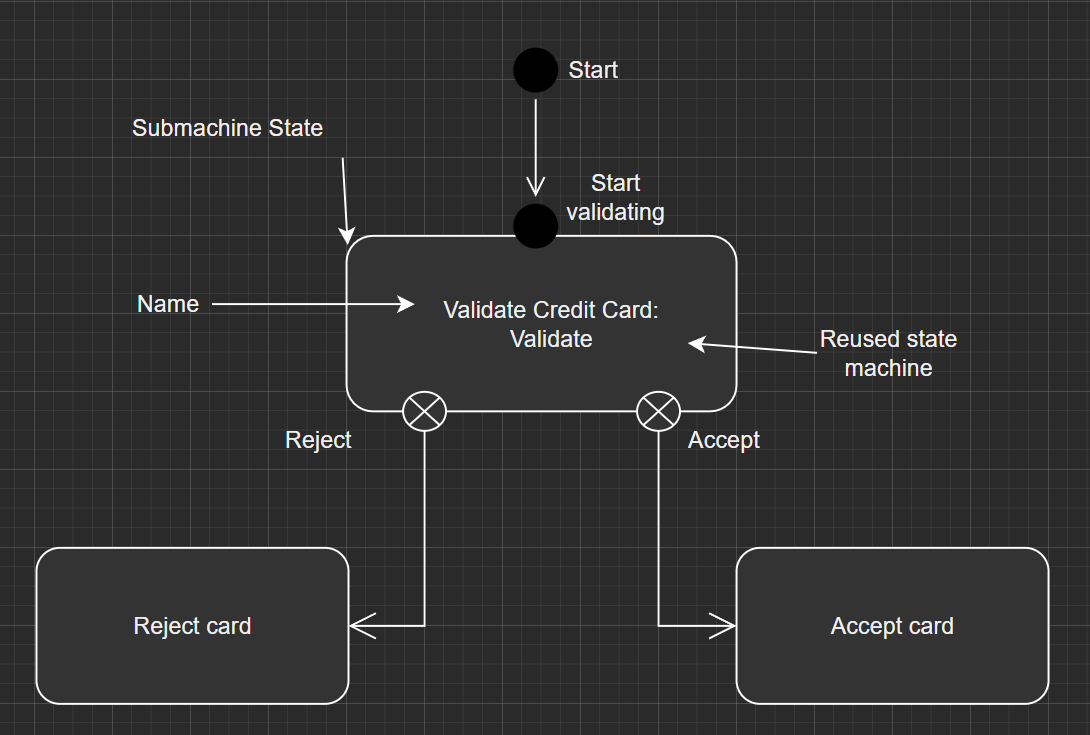 Start
Submachine State
Start
validating
Name
Validate Credit Card:
Validate
Reused state
machine
Reject
Accept
Reject card
Accept card